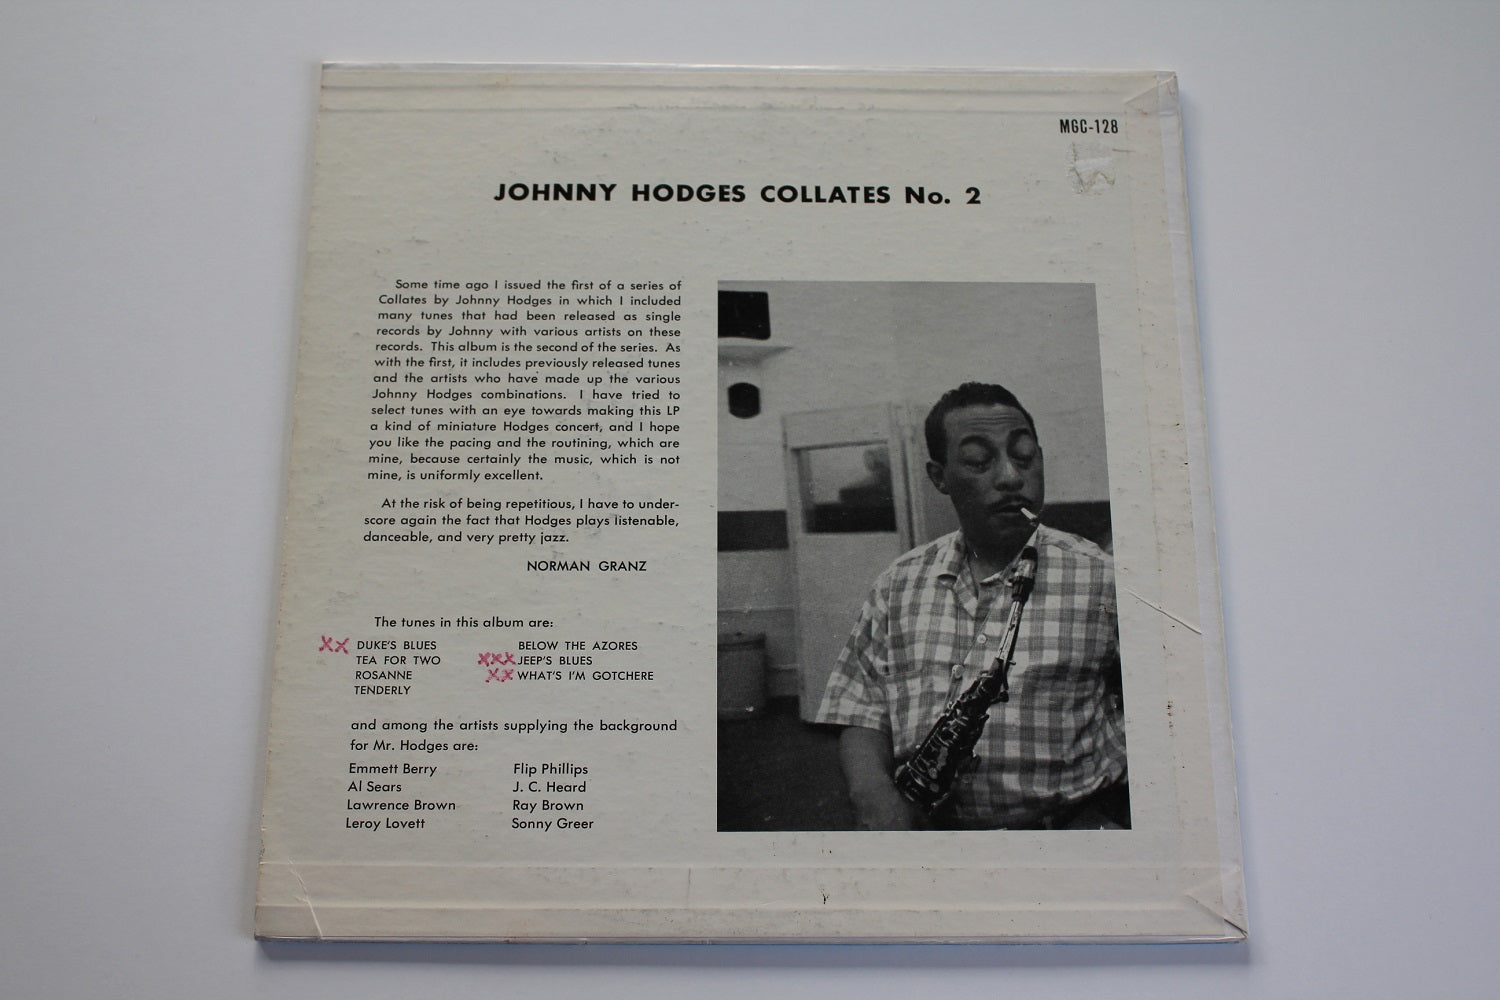 MGC-128
JOHNNY HODGES COLLATES No. 2
Some time ago I issued the first of a series of
Collates by Johnny Hodges in which I included
many tunes that had been released as single
records by Johnny with various artists on these
records. This album is the second of the series. As
with the first, it includes previously released tunes
and the artists who have made up the various
Johnny Hodges combinations. I have tried to
select tunes with an eye towards making this LP
a kind of miniature Hodges concert, and I hope
you like the pacing and the routining, which are
mine, because certainly the music, which is not
mine, is uniformly excellent.
At the risk of being repetitious, I have to under-
score again the fact that Hodges plays listenable,
danceable, and very pretty jazz.
NORMAN GRANZ
The tunes in this album are:
XX DUKE'S BLUES
TEA FOR TWO
ROSANNE
TENDERLY
BELOW THE AZORES
XXX JEEP'S BLUES
XX WHAT'S I'M GOTCHERE
and among the artists supplying the background
for Mr. Hodges are:
Emmett Berry
Al Sears
Lawrence Brown
Leroy Lovett
Flip Phillips
J. C. Heard
Ray Brown
Sonny Greer